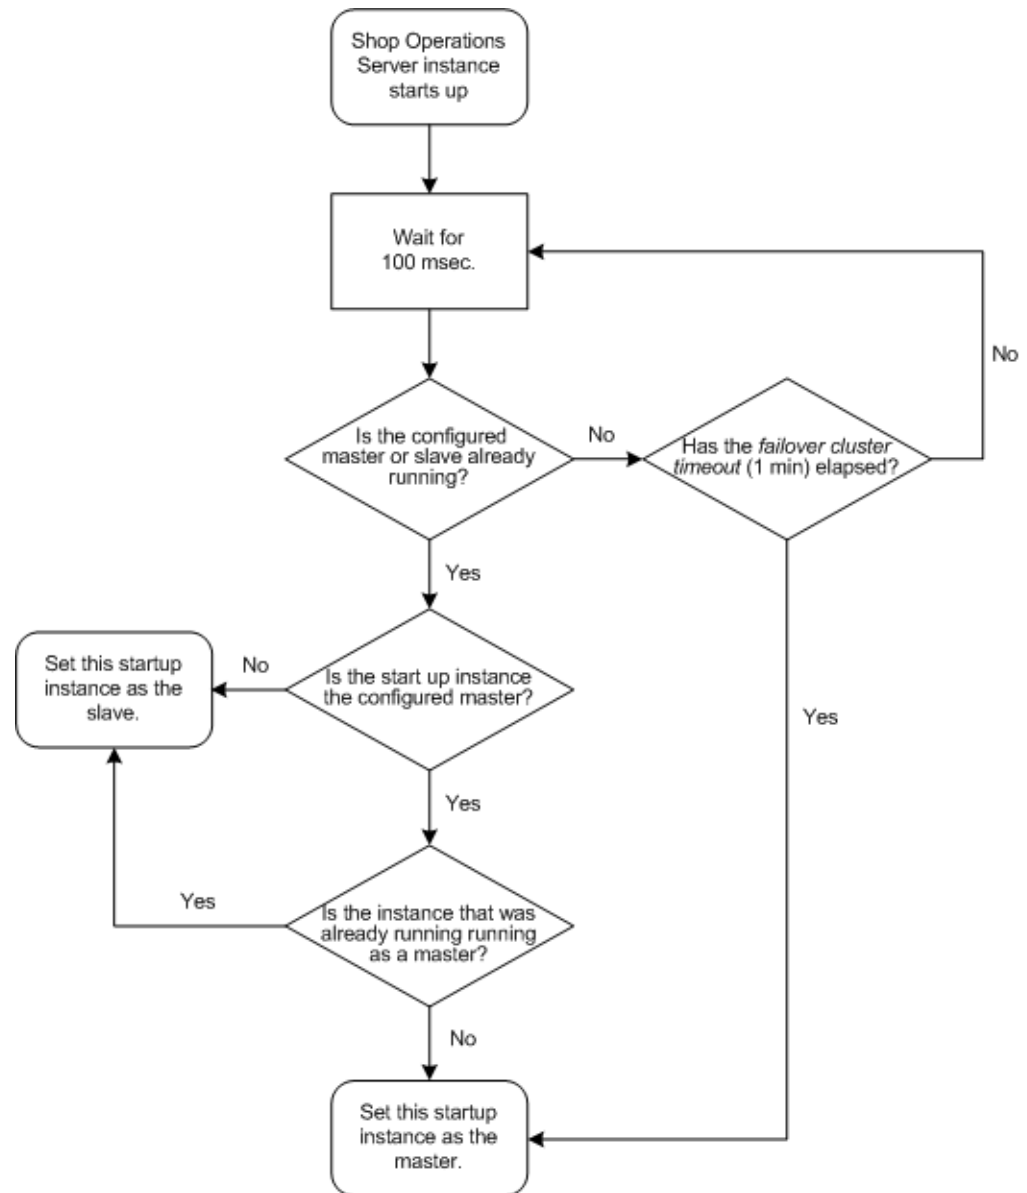 Shop Operations
Server instance
starts up
Wait for
100 msec.
No
Is the configured
master or slave already
running?
No
Has the failover cluster
timeout (1 min) elapsed?
Yes
Set this startup
instance as the
slave.
No
Is the start up instance
the configured master?
Yes
Yes
Yes
Is the instance that was
already running running
as a master?
No
Set this startup
instance as the
master.